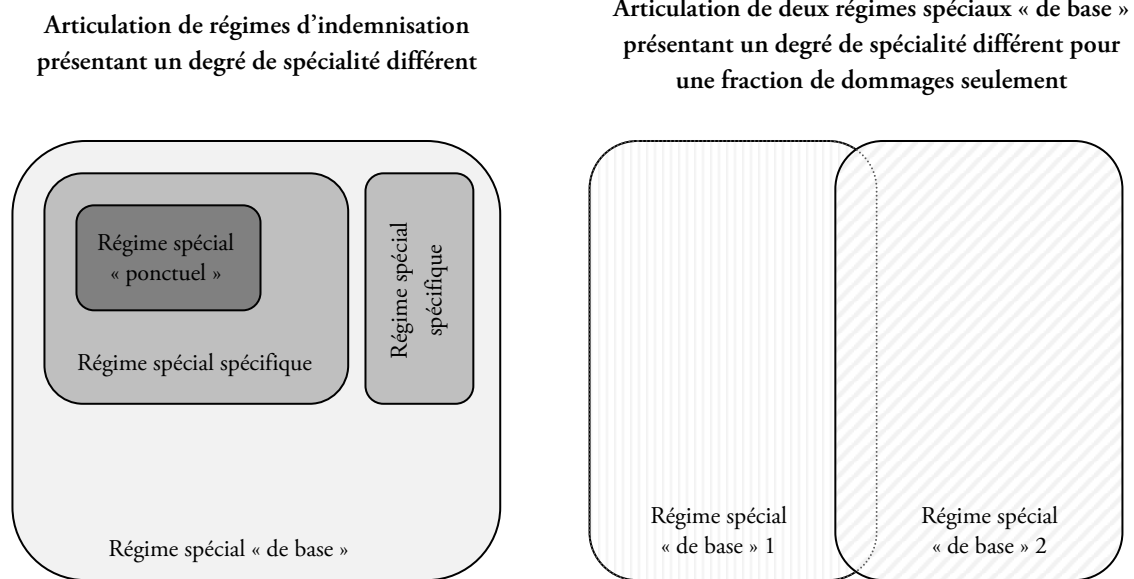 Articulation de régimes d’indemnisation
présentant un degré de spécialité différent
Régime spécial
« ponctuel »
Régime spécial spécifique
Régime spécial
spécifique
Régime spécial « de base »
Articulation de deux régimes spéciaux « de base »
présentant un degré de spécialité différent pour
une fraction de dommages seulement
Régime spécial
« de base » 1
Régime spécial
« de base » 2